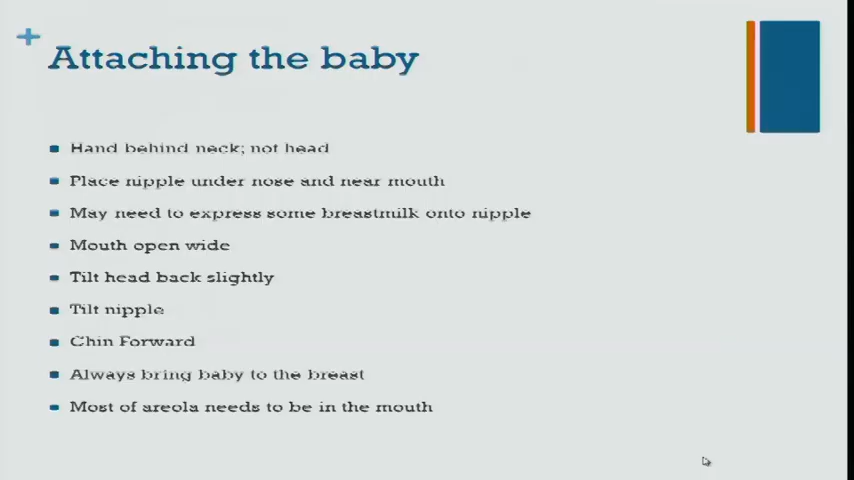 Attaching the baby
Hand behind neck; not head
Place nipple under nose and near mouth
May need to express some breastmilk onto nipple
Mouth open wide
Tilt head back slightly
Tilt nipple
Chin Forward
Always bring baby to the breast
Most of areola needs to be in the mouth